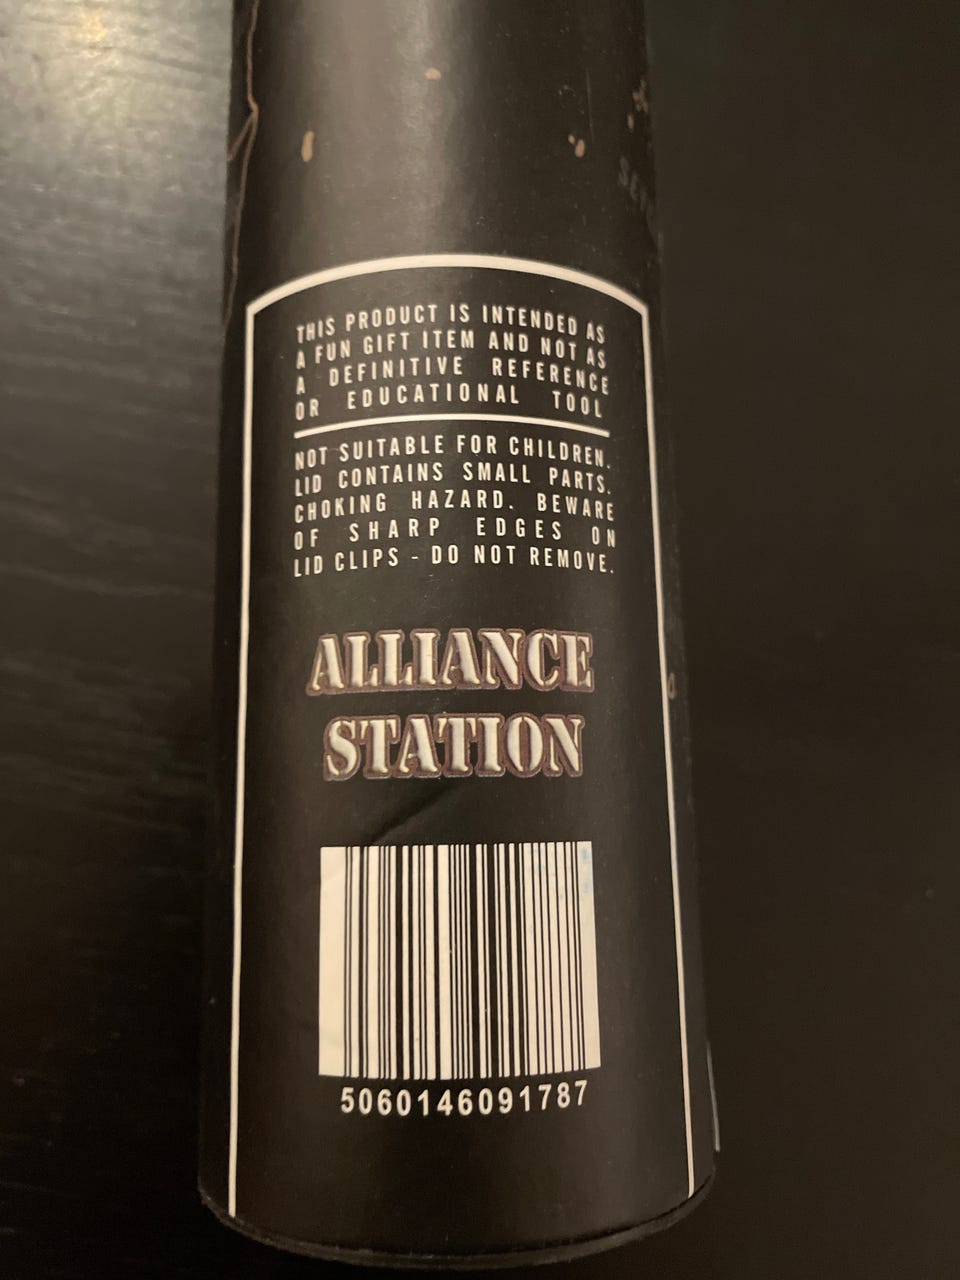 THIS PRODUCT IS INTENDED AS
A FUN GIFT ITEM AND NOT AS
A DEFINITIVE REFERENCE
OR EDUCATIONAL TOOL
NOT SUITABLE FOR CHILDREN.
LID CONTAINS SMALL PARTS.
CHOKING HAZARD. BEWARE
OF SHARP EDGES ON
LID CLIPS - DO NOT REMOVE.
ALLIANCE
STATION
5060146091787